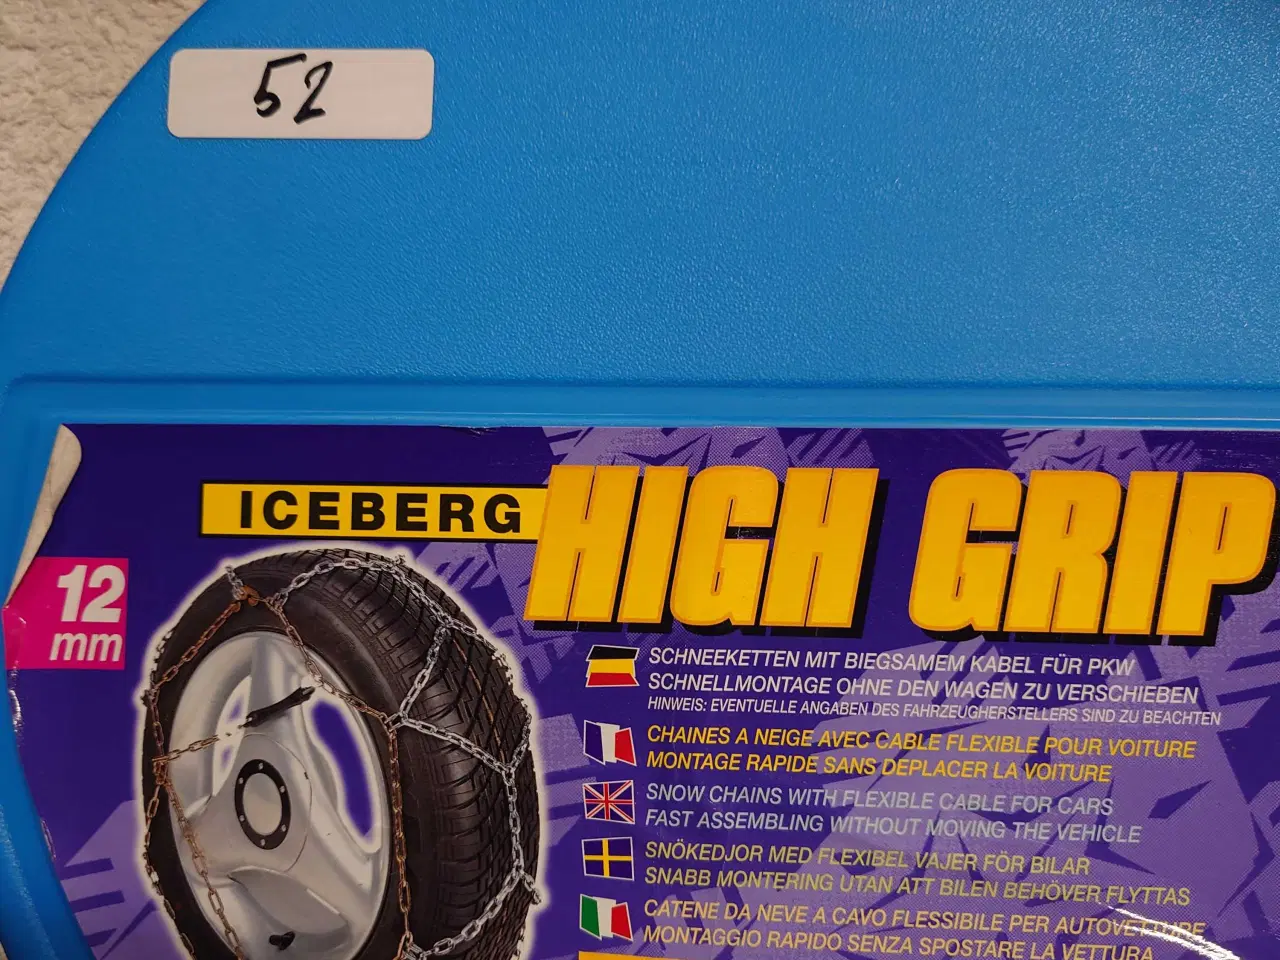 52
ICEBERG
HIGH GRIP
12
mm
SCHNEEKETTEN MIT BIEGSAMEM KABEL FÜR PKW
SCHNELLMONTAGE OHNE DEN WAGEN ZU VERSCHIEBEN
HINWEIS: EVENTUELLE ANGABEN DES FAHRZEUGHERSTELLERS SIND ZU BEACHTEN
CHAINES A NEIGE AVEC CABLE FLEXIBLE POUR VOITURE
MONTAGE RAPIDE SANS DEPLACER LA VOITURE
SNOW CHAINS WITH FLEXIBLE CABLE FOR CARS
FAST ASSEMBLING WITHOUT MOVING THE VEHICLE
SNÖKEDJOR MED FLEXIBEL VAJER FÖR BILAR
SNABB MONTERING UTAN ATT BILEN BEHÖVER FLYTTAS
CATENE DA NEVE A CAVO FLESSIBILE PER AUTOVETTURE
MONTAGGIO RAPIDO SENZA SPOSTARE LA VETTURA